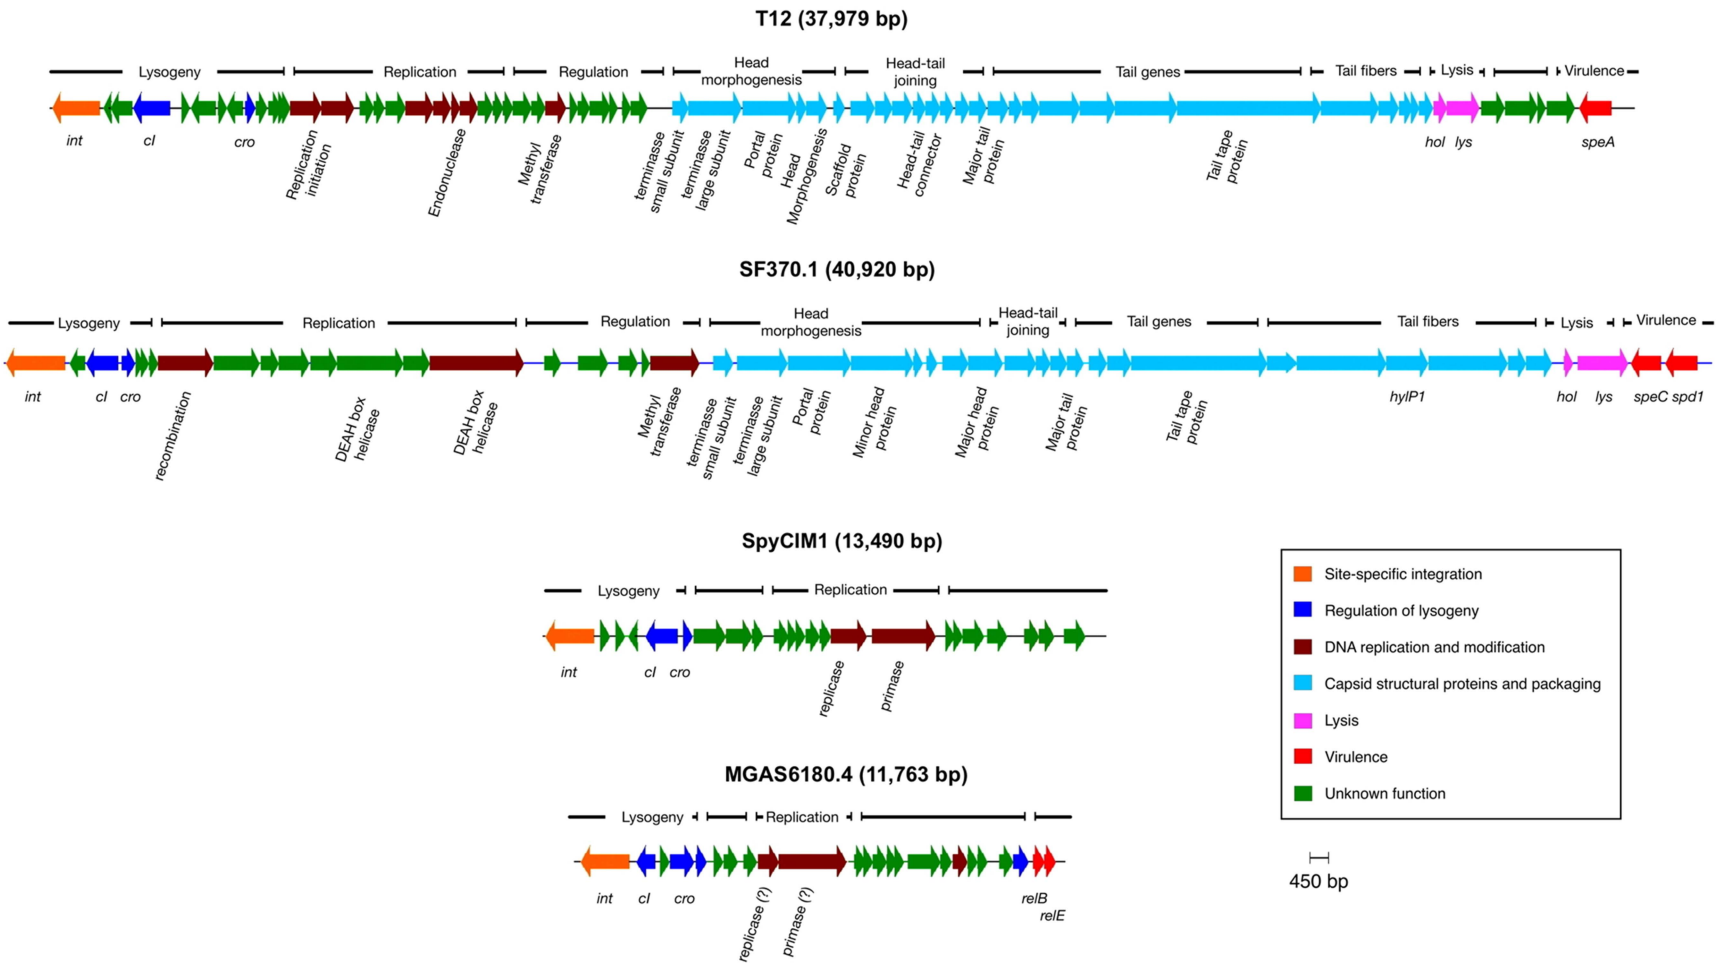 T12 (37,979 bp)
Lysogeny
Replication
Regulation
Head
morphogenesis
Head-tail
joining
Tail genes
Tail fibers
Lysis
Virulence
int
cI
cro
Replication
initiation
Endonuclease
Methyl
transferase
terminasse
small subunit
terminasse
large subunit
Portal
protein
Head
Morphogenesis
Scaffold
protein
Head-tail
connector
Major tail
protein
Tail tape
protein
hol
lys
speA
SF370.1 (40,920 bp)
Lysogeny
Replication
Regulation
Head
morphogenesis
Head-tail
joining
Tail genes
Tail fibers
Lysis
Virulence
int
cI
cro
recombination
DEAH box
helicase
DEAH box
helicase
Methyl
transferase
terminasse
small subunit
terminasse
large subunit
Portal
protein
Minor head
protein
Major head
protein
Major tail
protein
Tail tape
protein
hylP1
hol
lys
speC spd1
SpyCIM1 (13,490 bp)
Lysogeny
Replication
int
cI
cro
replicase
primase
MGAS6180.4 (11,763 bp)
Lysogeny
Replication
int
cI
cro
replicase (?)
primase (?)
relB
relE
Site-specific integration
Regulation of lysogeny
DNA replication and modification
Capsid structural proteins and packaging
Lysis
Virulence
Unknown function
450 bp